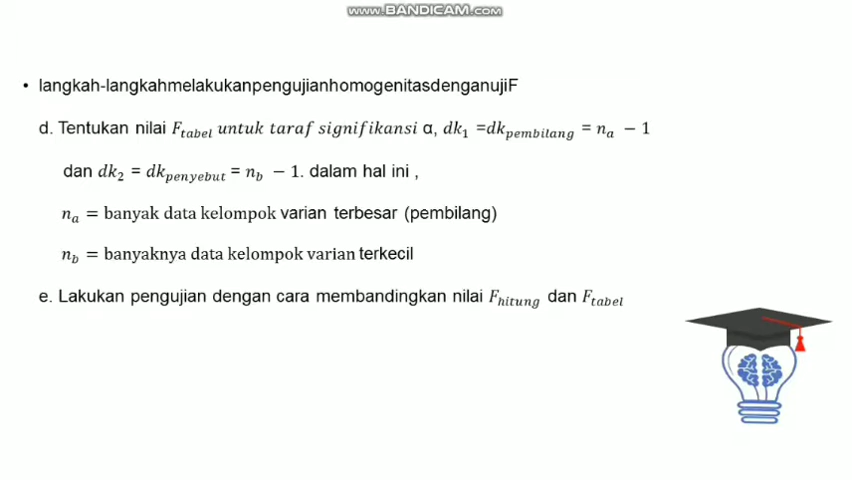 WWW.BANDICAM.COM
• langkah-langkahmelakukanpengujianhomogenitasdenganujiF
d. Tentukan nilai F_tabel untuk taraf signifikansi α, dk_1 =dk_pembilang = n_a − 1
dan dk_2 = dk_penyebut = n_b − 1. dalam hal ini ,
n_a = banyak data kelompok varian terbesar (pembilang)
n_b = banyaknya data kelompok varian terkecil
e. Lakukan pengujian dengan cara membandingkan nilai F_hitung dan F_tabel